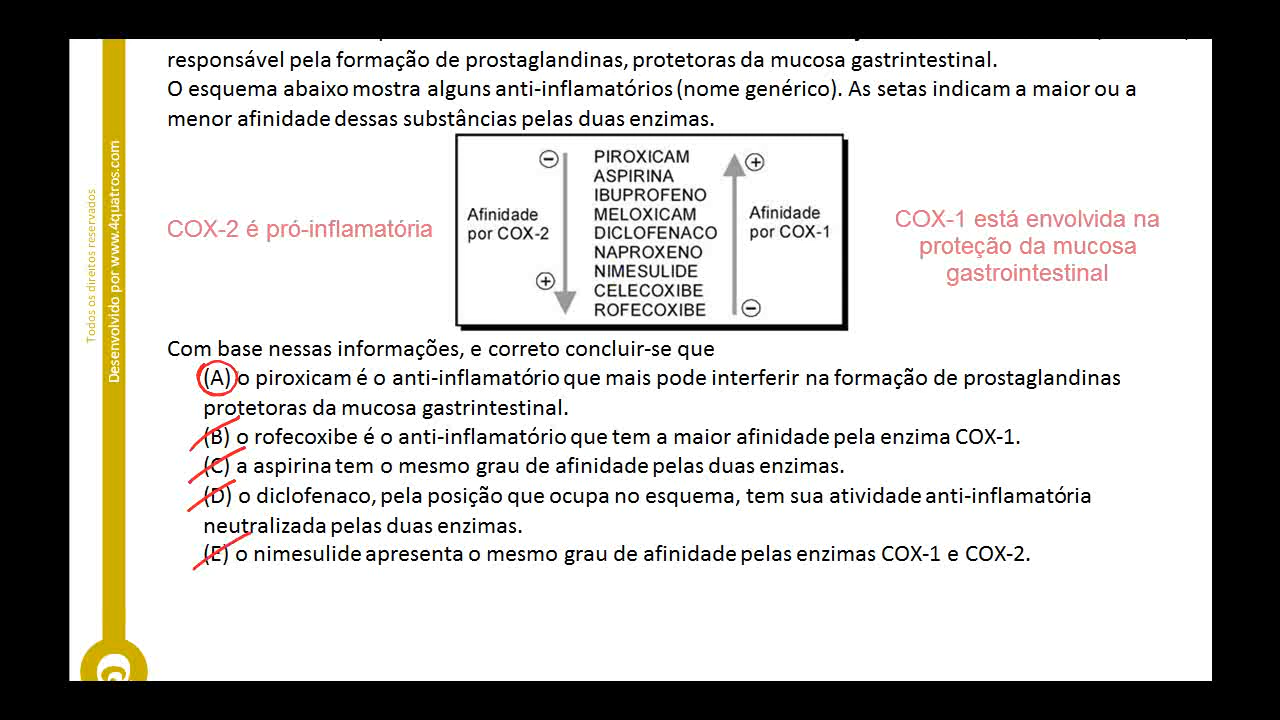 responsável pela formação de prostaglandinas, protetoras da mucosa gastrintestinal.
O esquema abaixo mostra alguns anti-inflamatórios (nome genérico). As setas indicam a maior ou a
menor afinidade dessas substâncias pelas duas enzimas.
COX-2 é pró-inflamatória
Afinidade
por COX-2
PIROXICAM
ASPIRINA
IBUPROFENO
MELOXICAM
DICLOFENACO
NAPROXENO
NIMESULIDE
CELECOXIBE
ROFECOXIBE
Afinidade
por COX-1
COX-1 está envolvida na
proteção da mucosa
gastrointestinal
Com base nessas informações, e correto concluir-se que
(A) o piroxicam é o anti-inflamatório que mais pode interferir na formação de prostaglandinas
protetoras da mucosa gastrintestinal.
(B) o rofecoxibe é o anti-inflamatório que tem a maior afinidade pela enzima COX-1.
(C) a aspirina tem o mesmo grau de afinidade pelas duas enzimas.
(D) o diclofenaco, pela posição que ocupa no esquema, tem sua atividade anti-inflamatória
neutralizada pelas duas enzimas.
(E) o nimesulide apresenta o mesmo grau de afinidade pelas enzimas COX-1 e COX-2.
Todos os direitos reservados
Desenvolvido por www.4quatros.com